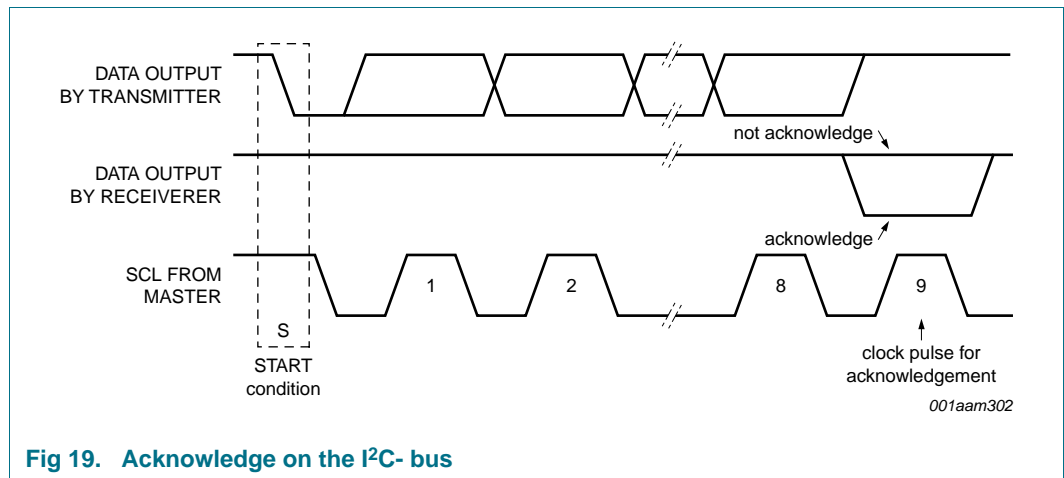 DATA OUTPUT
BY TRANSMITTER
not acknowledge
DATA OUTPUT
BY RECEIVERER
acknowledge
SCL FROM
MASTER
1
2
8
9
S
START
condition
clock pulse for
acknowledgement
001aam302
Fig 19. Acknowledge on the I²C- bus